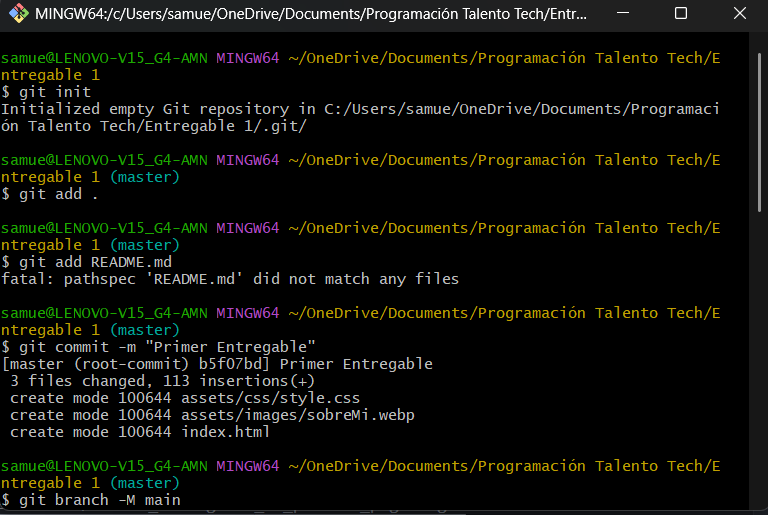 MINGW64:/c/Users/samue/OneDrive/Documents/Programación Talento Tech/Entr...
samue@LENOVO-V15_G4-AMN MINGW64 ~/OneDrive/Documents/Programación Talento Tech/E
ntregable 1
$ git init
Initialized empty Git repository in C:/Users/samue/OneDrive/Documents/Programaci
ón Talento Tech/Entregable 1/.git/
samue@LENOVO-V15_G4-AMN MINGW64 ~/OneDrive/Documents/Programación Talento Tech/E
ntregable 1 (master)
$ git add .
samue@LENOVO-V15_G4-AMN MINGW64 ~/OneDrive/Documents/Programación Talento Tech/E
ntregable 1 (master)
$ git add README.md
fatal: pathspec 'README.md' did not match any files
samue@LENOVO-V15_G4-AMN MINGW64 ~/OneDrive/Documents/Programación Talento Tech/E
ntregable 1 (master)
$ git commit -m "Primer Entregable"
[master (root-commit) b5f07bd] Primer Entregable
 3 files changed, 113 insertions(+)
 create mode 100644 assets/css/style.css
 create mode 100644 assets/images/sobreMi.webp
 create mode 100644 index.html
samue@LENOVO-V15_G4-AMN MINGW64 ~/OneDrive/Documents/Programación Talento Tech/E
ntregable 1 (master)
$ git branch -M main